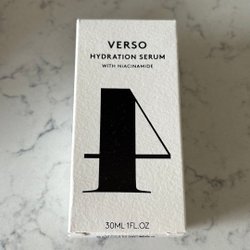 VERSO
HYDRATION SERUM
WITH NIACINAMIDE
4
30ML 1FL.OZ